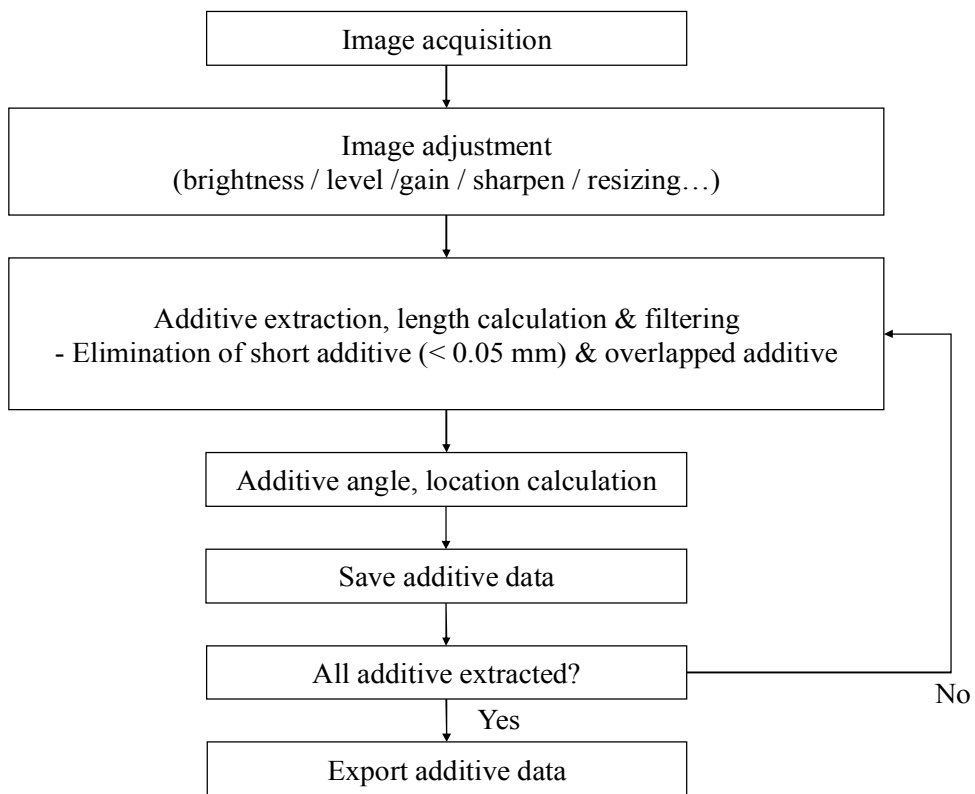 Image acquisition
Image adjustment
(brightness / level /gain / sharpen / resizing…)
Additive extraction, length calculation & filtering
- Elimination of short additive (< 0.05 mm) & overlapped additive
Additive angle, location calculation
Save additive data
All additive extracted?
No
Yes
Export additive data